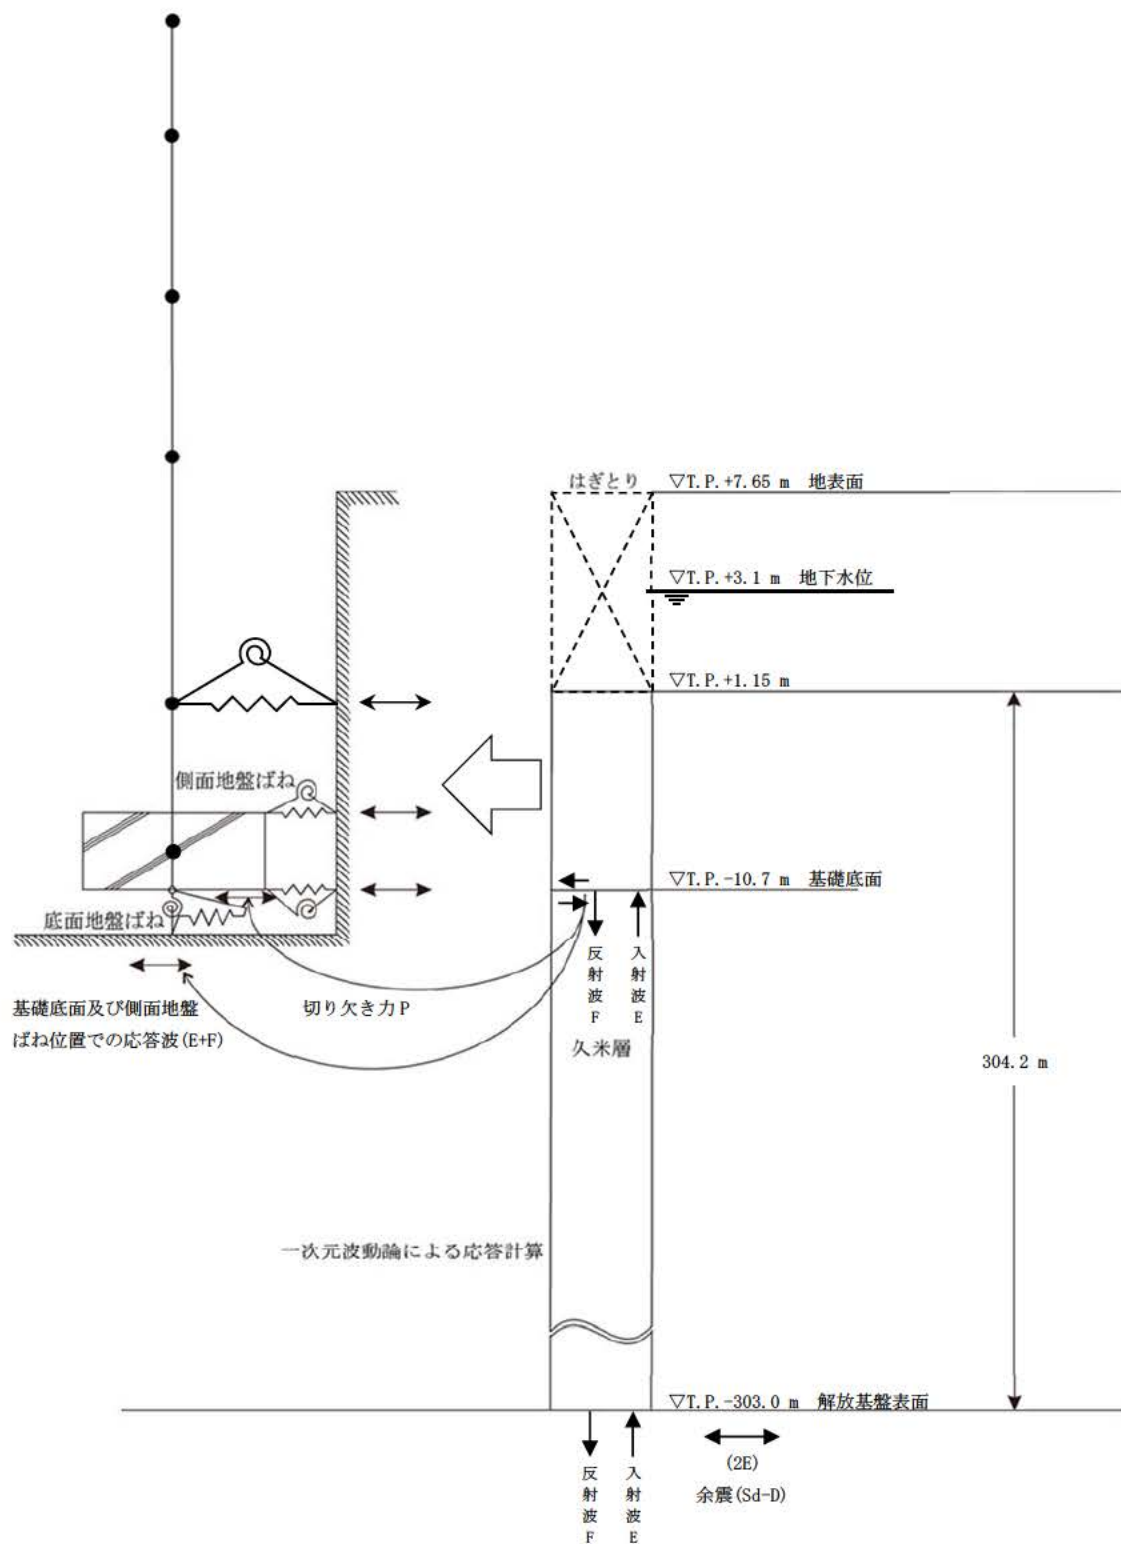 はぎとり
▽T.P.+7.65 m 地表面
▽T.P.+3.1 m 地下水位
▽T.P.+1.15 m
側面地盤ばね
▽T.P.-10.7 m 基礎底面
底面地盤ばね
反射波F
入射波E
基礎底面及び側面地盤
ばね位置での応答波(E+F)
切り欠き力P
久米層
304.2 m
一次元波動論による応答計算
▽T.P.-303.0 m 解放基盤表面
反射波F
入射波E
(2E)
余震(Sd-D)